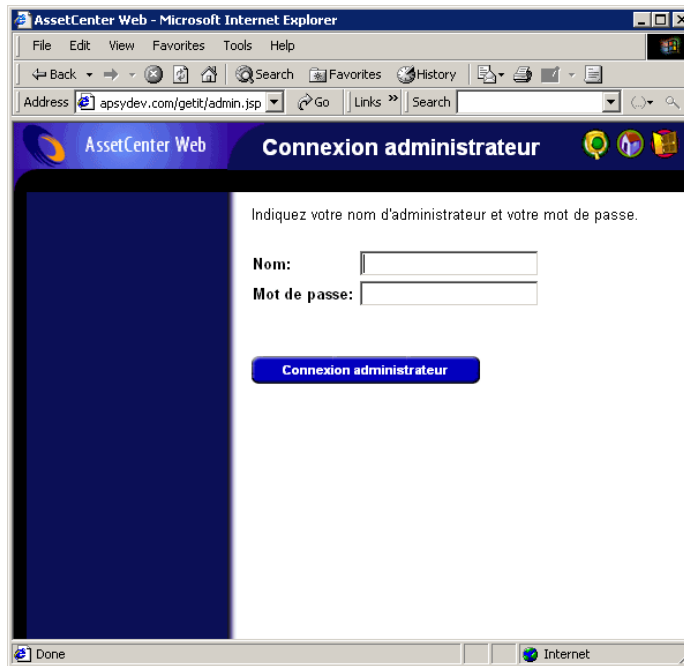 AssetCenter Web - Microsoft Internet Explorer
File Edit View Favorites Tools Help
Back Search Favorites History
Address apsydev.com/getit/admin.jsp Go Links » Search
AssetCenter Web Connexion administrateur
Indiquez votre nom d'administrateur et votre mot de passe.
Nom:
Mot de passe:
Connexion administrateur
Done Internet